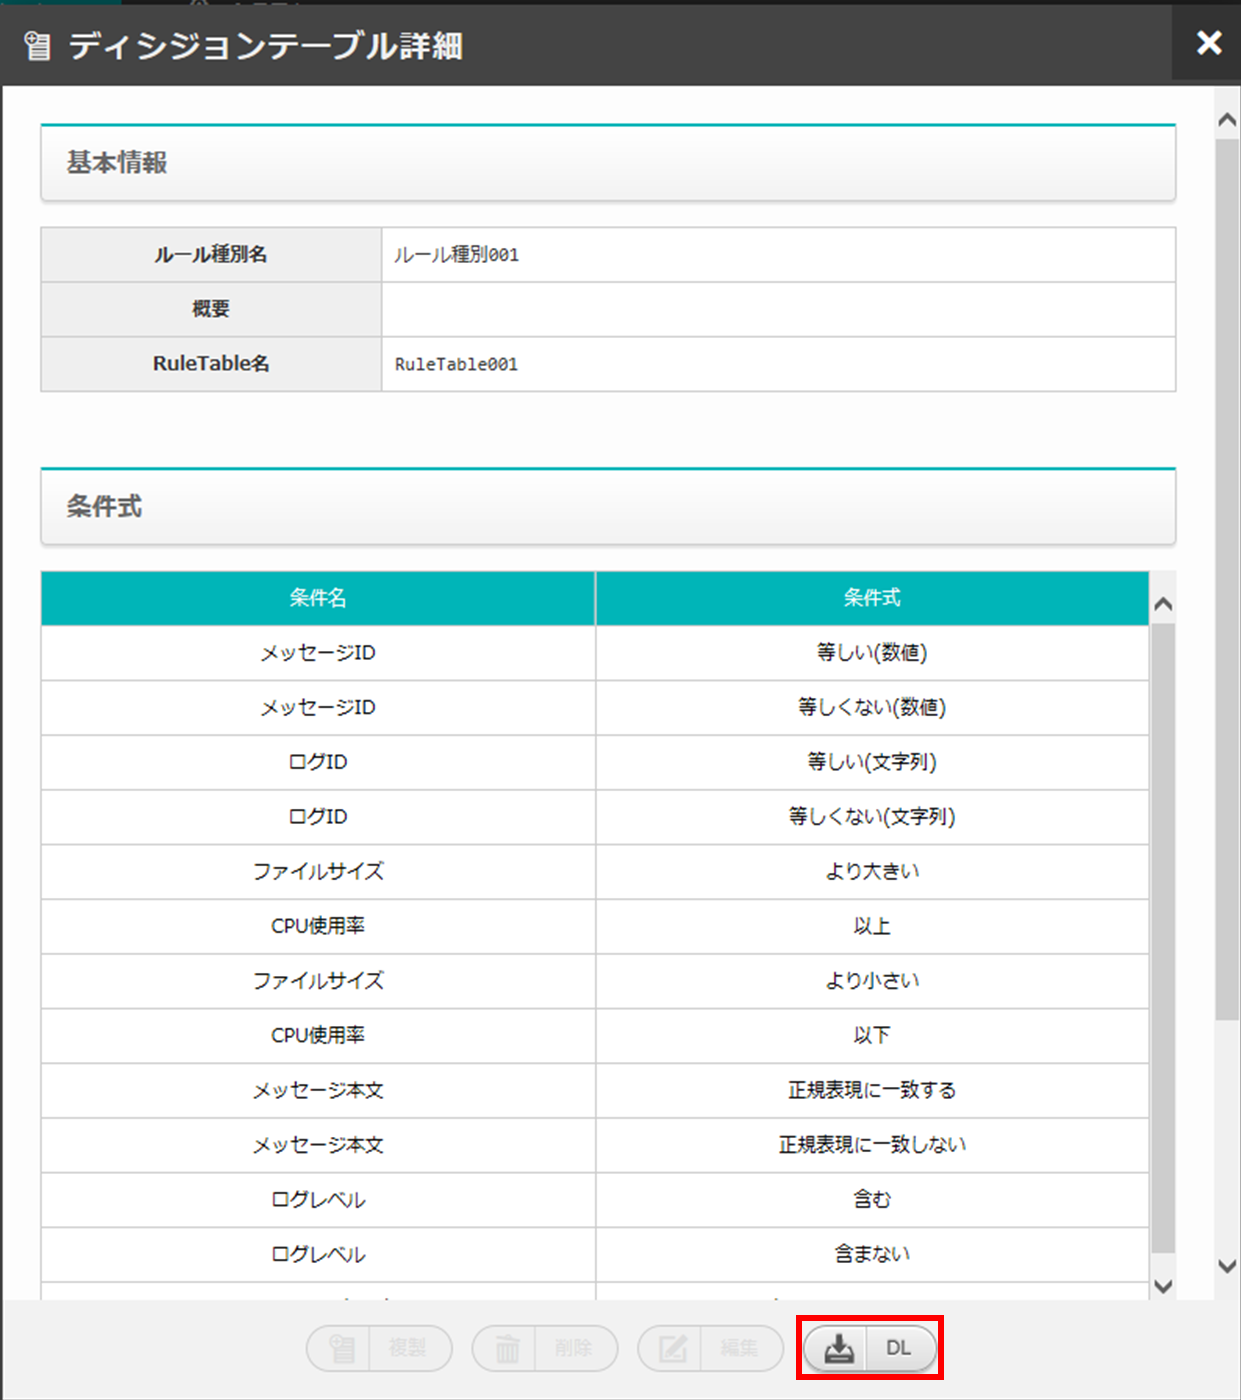 ディシジョンテーブル詳細
基本情報
ルール種別名 ルール種別001
概要
RuleTable名 RuleTable001
条件式
条件名 条件式
メッセージID 等しい(数値)
メッセージID 等しくない(数値)
ログID 等しい(文字列)
ログID 等しくない(文字列)
ファイルサイズ より大きい
CPU使用率 以上
ファイルサイズ より小さい
CPU使用率 以下
メッセージ本文 正規表現に一致する
メッセージ本文 正規表現に一致しない
ログレベル 含む
ログレベル 含まない
複製 削除 編集 DL